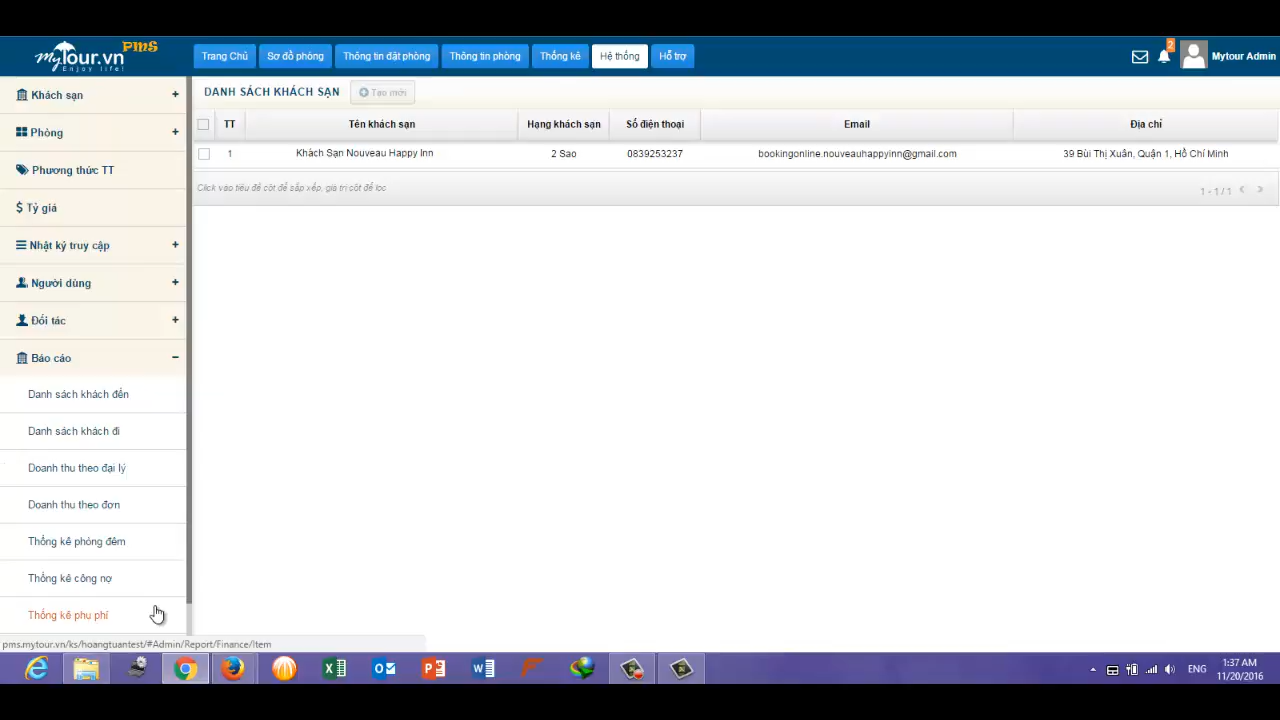 myTour.vn PMS
Enjoy life!
Trang Chủ
Sơ đồ phòng
Thông tin đặt phòng
Thông tin phòng
Thống kê
Hệ thống
Hỗ trợ
2
Mytour Admin
Khách sạn +
Phòng +
Phương thức TT
$ Tỷ giá
Nhật ký truy cập +
Người dùng +
Đối tác +
Báo cáo −
Danh sách khách đến
Danh sách khách đi
Doanh thu theo đại lý
Doanh thu theo đơn
Thống kê phòng đêm
Thống kê công nợ
Thống kê phụ phí
DANH SÁCH KHÁCH SẠN
Tạo mới
TT Tên khách sạn Hạng khách sạn Số điện thoại Email Địa chỉ
1 Khách Sạn Nouveau Happy Inn 2 Sao 0839253237 bookingonline.nouveauhappyinn@gmail.com 39 Bùi Thị Xuân, Quận 1, Hồ Chí Minh
Click vào tiêu đề cột để sắp xếp, giá trị cột để lọc
1 - 1 / 1
pms.mytour.vn/ks/hoangtuantest/#Admin/Report/Finance/Item
ENG
1:37 AM
11/20/2016